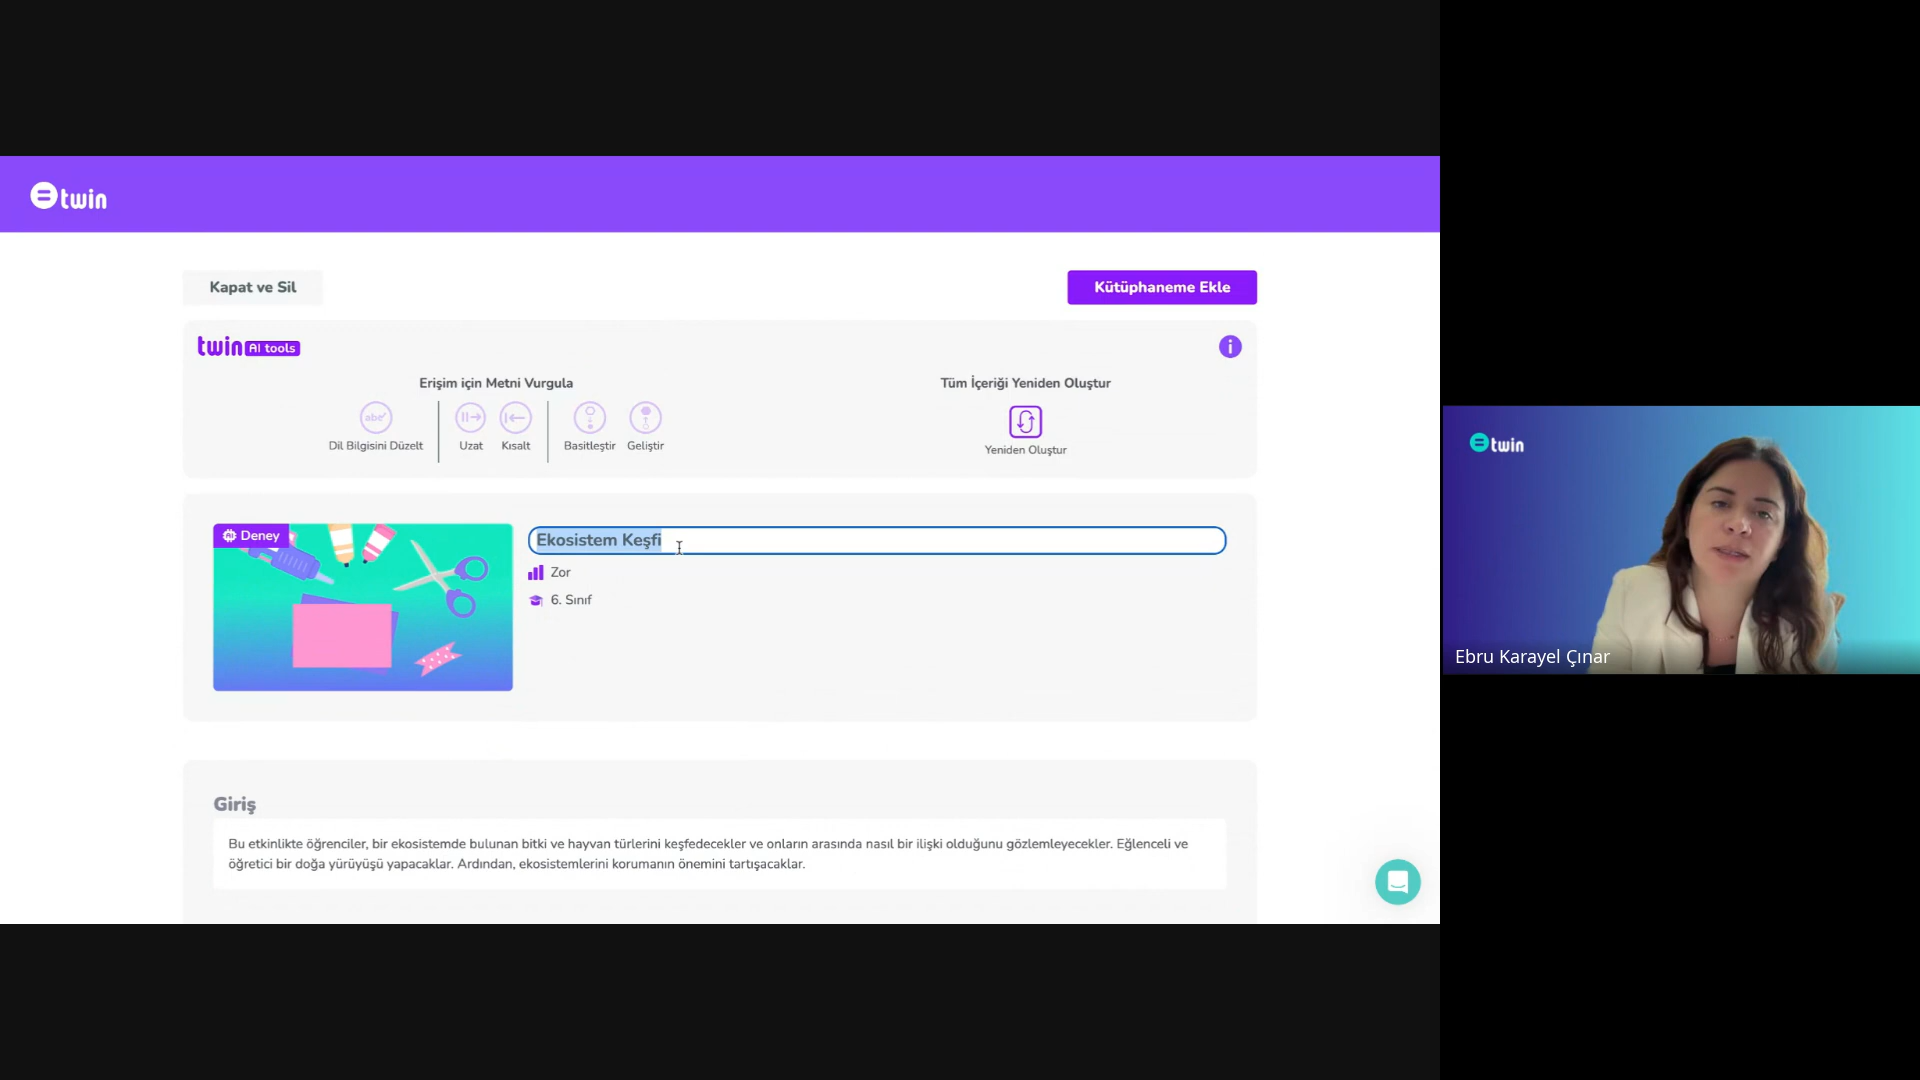 twin
Kapat ve Sil
Kütüphaneme Ekle
twin AI tools
i
Erişim için Metni Vurgula
Tüm İçeriği Yeniden Oluştur
abc
Dil Bilgisini Düzelt
Uzat
Kısalt
Basitleştir
Geliştir
Yeniden Oluştur
Deney
Ekosistem Keşfi
Zor
6. Sınıf
Giriş
Bu etkinlikte öğrenciler, bir ekosistemde bulunan bitki ve hayvan türlerini keşfedecekler ve onların arasında nasıl bir ilişki olduğunu gözlemleyecekler. Eğlenceli ve
öğretici bir doğa yürüyüşü yapacaklar. Ardından, ekosistemlerini korumanın önemini tartışacaklar.
twin
Ebru Karayel Çınar